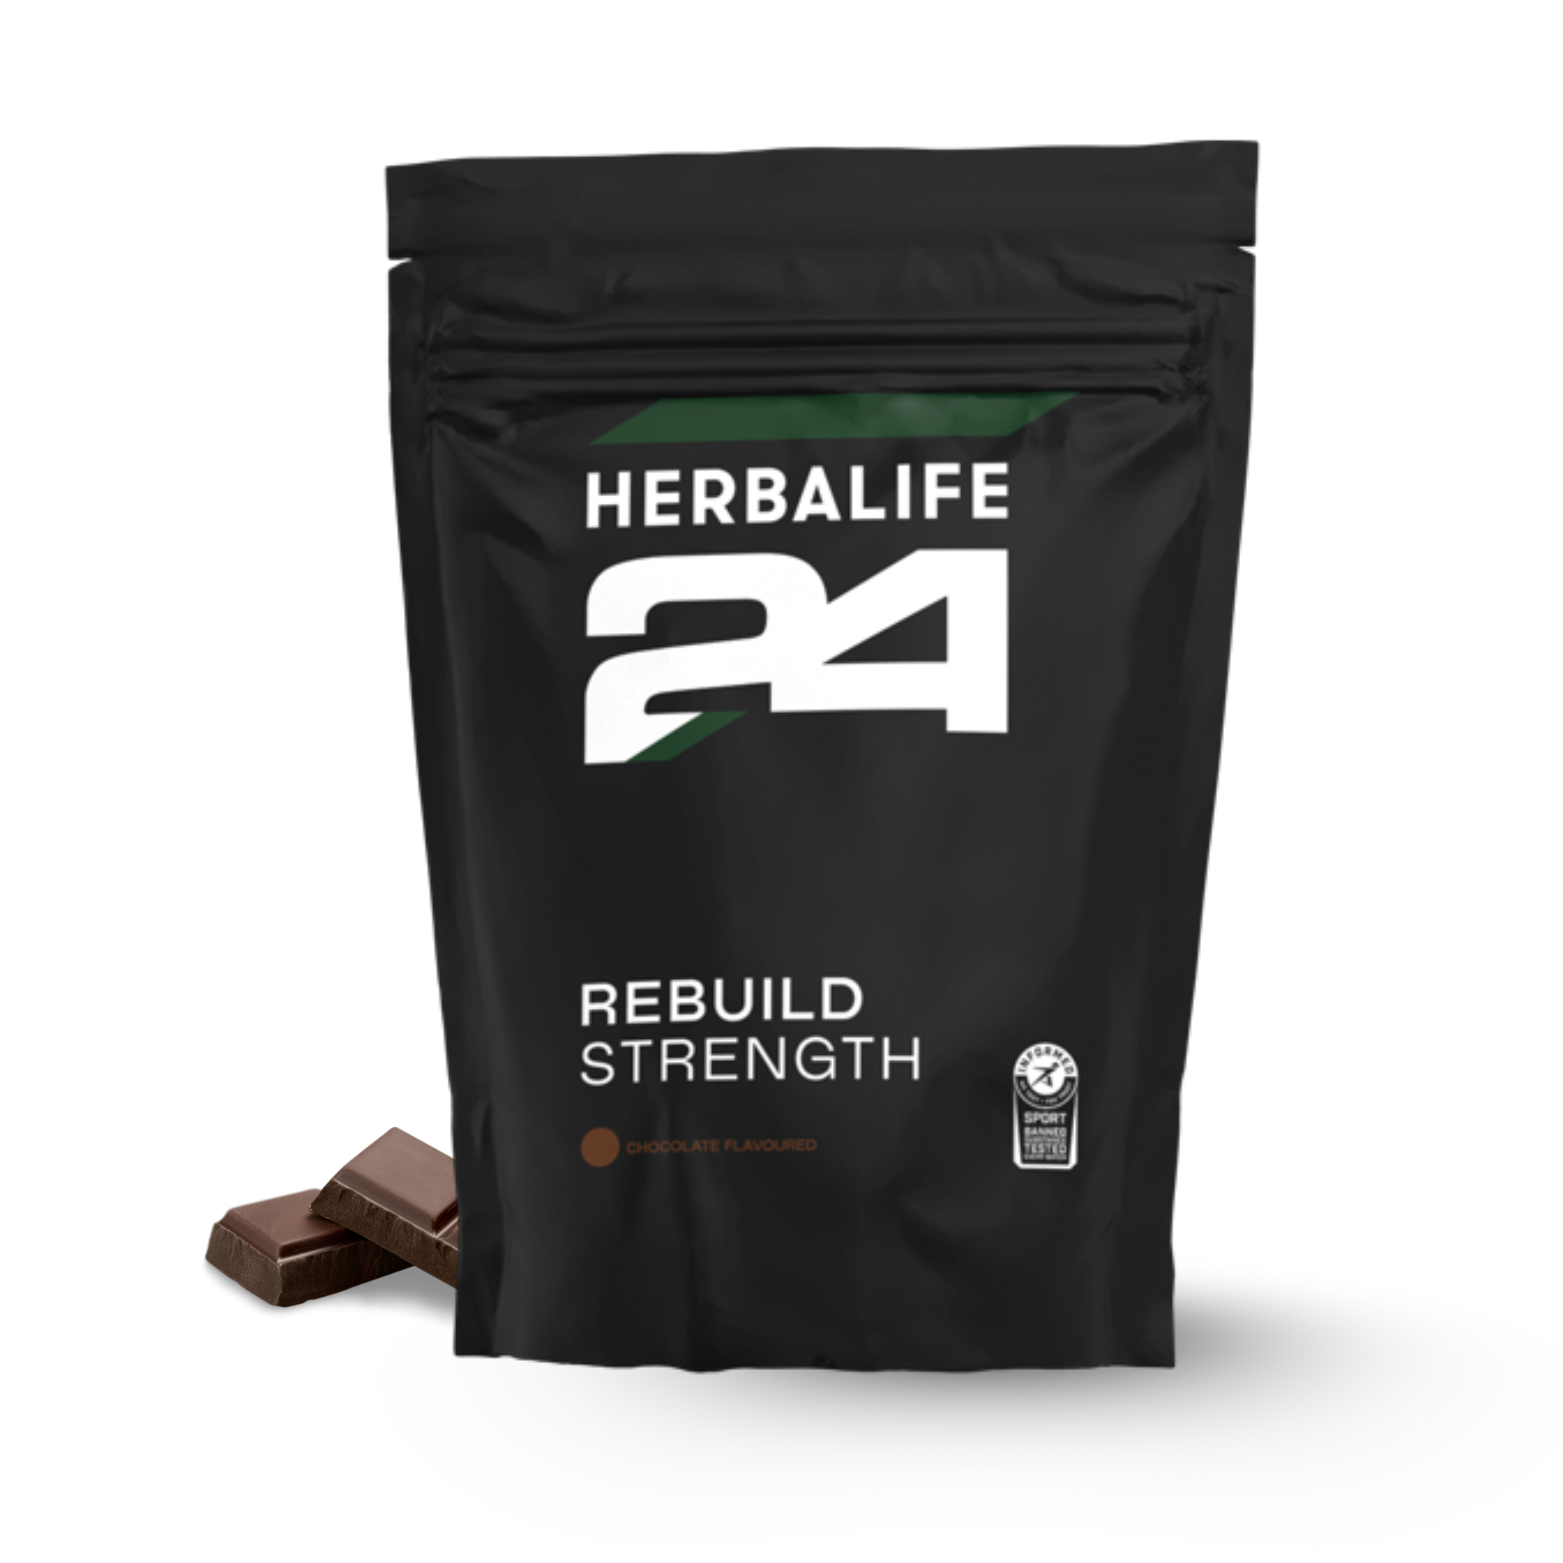 HERBALIFE
24
REBUILD
STRENGTH
CHOCOLATE FLAVOURED
INFORMED
SPORT
BANNED
TESTED